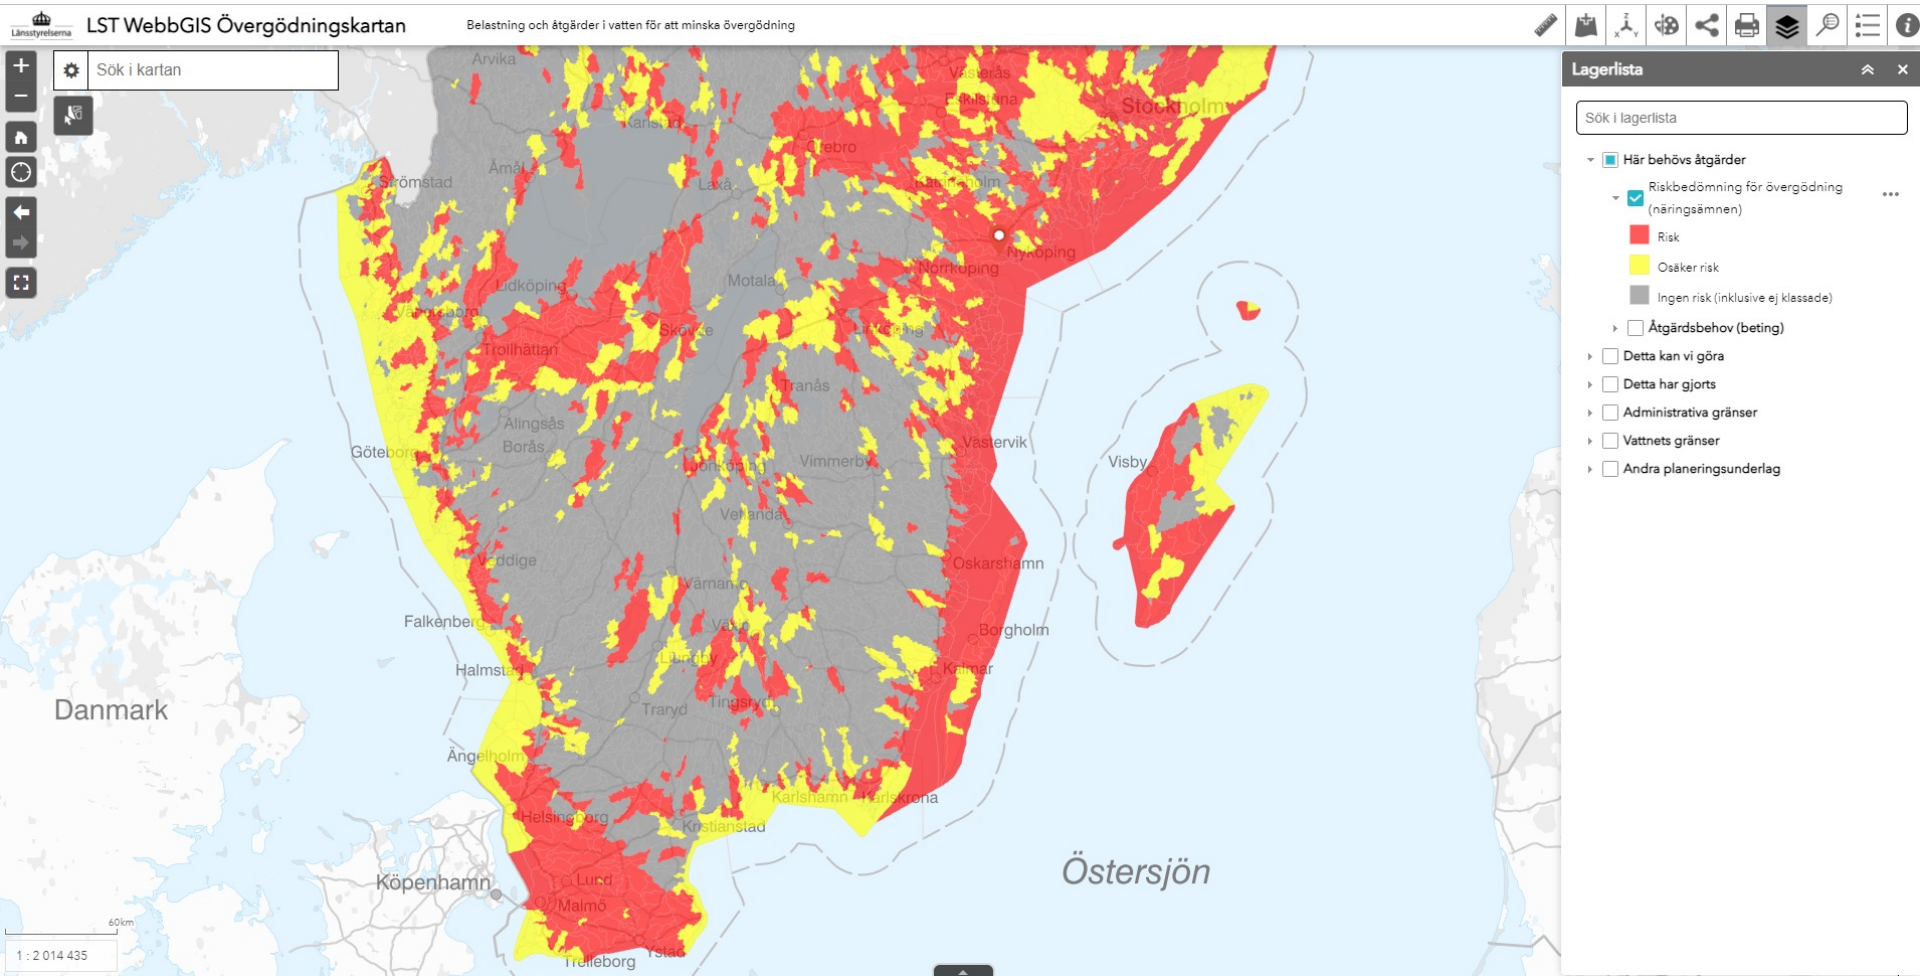 Länsstyrelserna
LST WebbGIS Övergödningskartan
Belastning och åtgärder i vatten för att minska övergödning
Sök i kartan
Lagerlista
Sök i lagerlista
Här behövs åtgärder
Riskbedömning för övergödning
(näringsämnen)
Risk
Osäker risk
Ingen risk (inklusive ej klassade)
Åtgärdsbehov (beting)
Detta kan vi göra
Detta har gjorts
Administrativa gränser
Vattnets gränser
Andra planeringsunderlag
Arvika
Västerås
Eskilstuna
Stockholm
Karlstad
Örebro
Åmål
Strömstad
Laxå
Katrineholm
Nyköping
Norrköping
Motala
Lidköping
Vänersborg
Skövde
Linköping
Trollhättan
Tranås
Alingsås
Borås
Göteborg
Västervik
Jönköping
Vimmerby
Visby
Vetlanda
Veddige
Oskarshamn
Värnamo
Falkenberg
Växjö
Borgholm
Ljungby
Halmstad
Kalmar
Tingsryd
Traryd
Danmark
Ängelholm
Karlshamn
Karlskrona
Helsingborg
Kristianstad
Östersjön
Köpenhamn
Lund
Malmö
Ystad
Trelleborg
60km
1 : 2 014 435
Z
X
Y